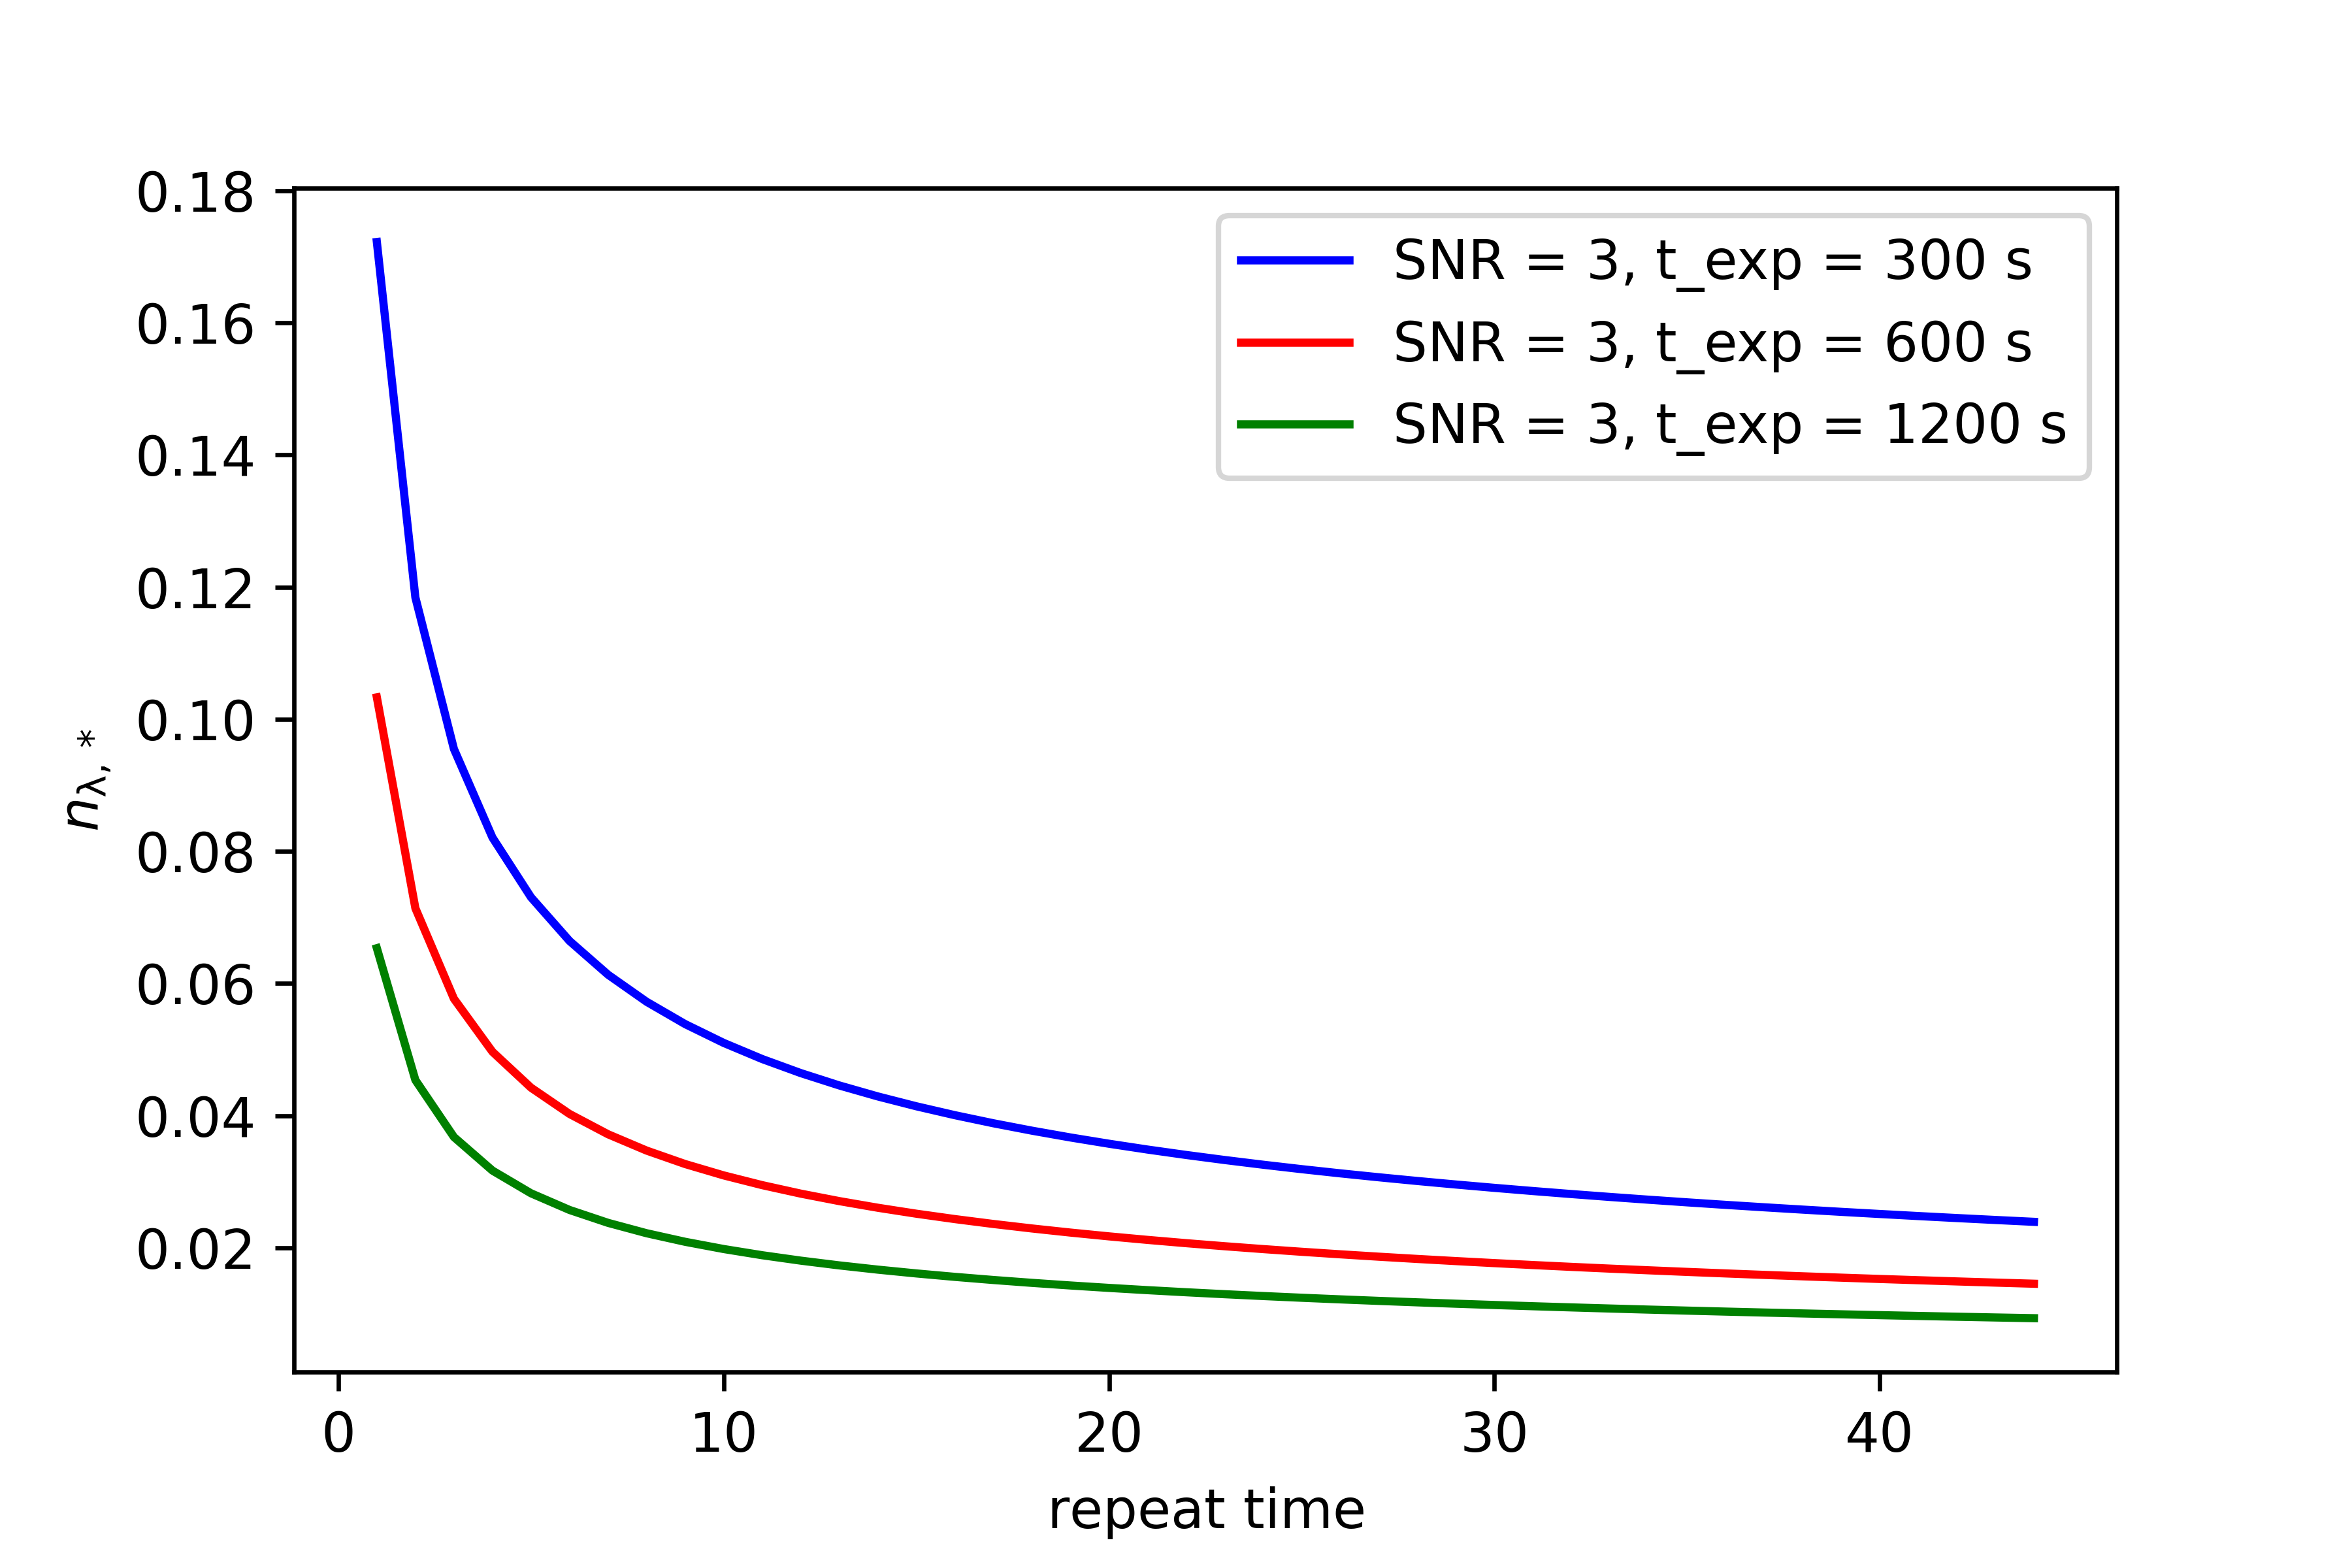 0.18
0.16
0.14
0.12
0.10
0.08
0.06
0.04
0.02
n_λ,*
SNR = 3, t_exp = 300 s
SNR = 3, t_exp = 600 s
SNR = 3, t_exp = 1200 s
0 10 20 30 40
repeat time